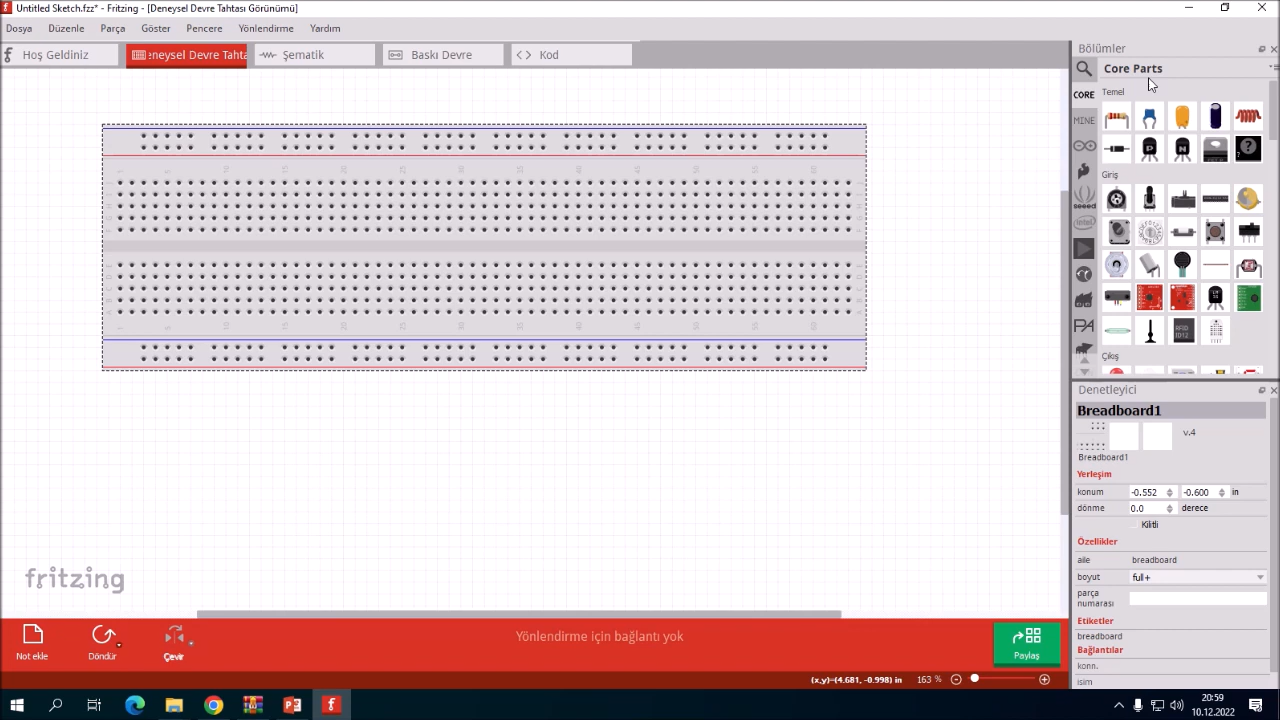 Untitled Sketch.fzz* - Fritzing - [Deneysel Devre Tahtası Görünümü]
Dosya Düzenle Parça Göster Pencere Yönlendirme Yardım
Hoş Geldiniz
eneysel Devre Tahta
Şematik
Baskı Devre
Kod
Bölümler
Core Parts
CORE
Temel
MINE
Giriş
seeed
intel
PA
Çıkış
Denetleyici
Breadboard1
v.4
Breadboard1
Yerleşim
konum -0.552 -0.600 in
dönme 0.0 derece
Kilitli
Özellikler
aile breadboard
boyut full+
parça
numarası
Etiketler
breadboard
Bağlantılar
konn.
isim
fritzing
Not ekle
Döndür
Çevir
Yönlendirme için bağlantı yok
Paylaş
(x,y)=(4.681, -0.998) in 163 %
20:59
10.12.2022